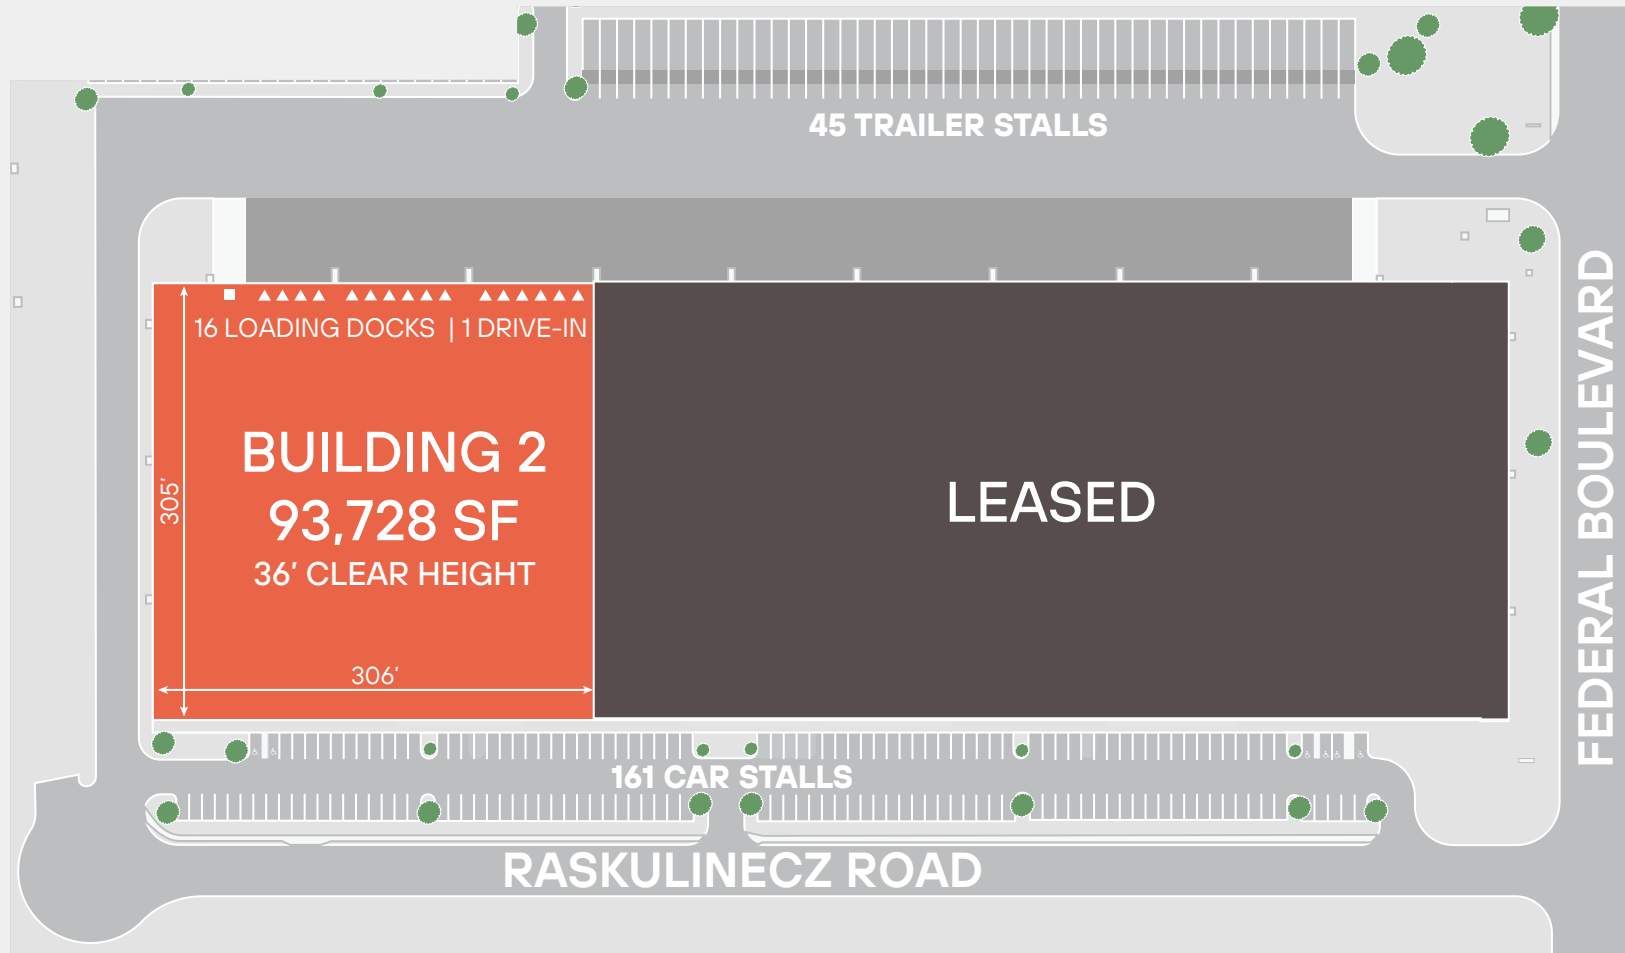 45 TRAILER STALLS
16 LOADING DOCKS | 1 DRIVE-IN
BUILDING 2
93,728 SF
36' CLEAR HEIGHT
305'
306'
LEASED
161 CAR STALLS
RASKULINECZ ROAD
FEDERAL BOULEVARD